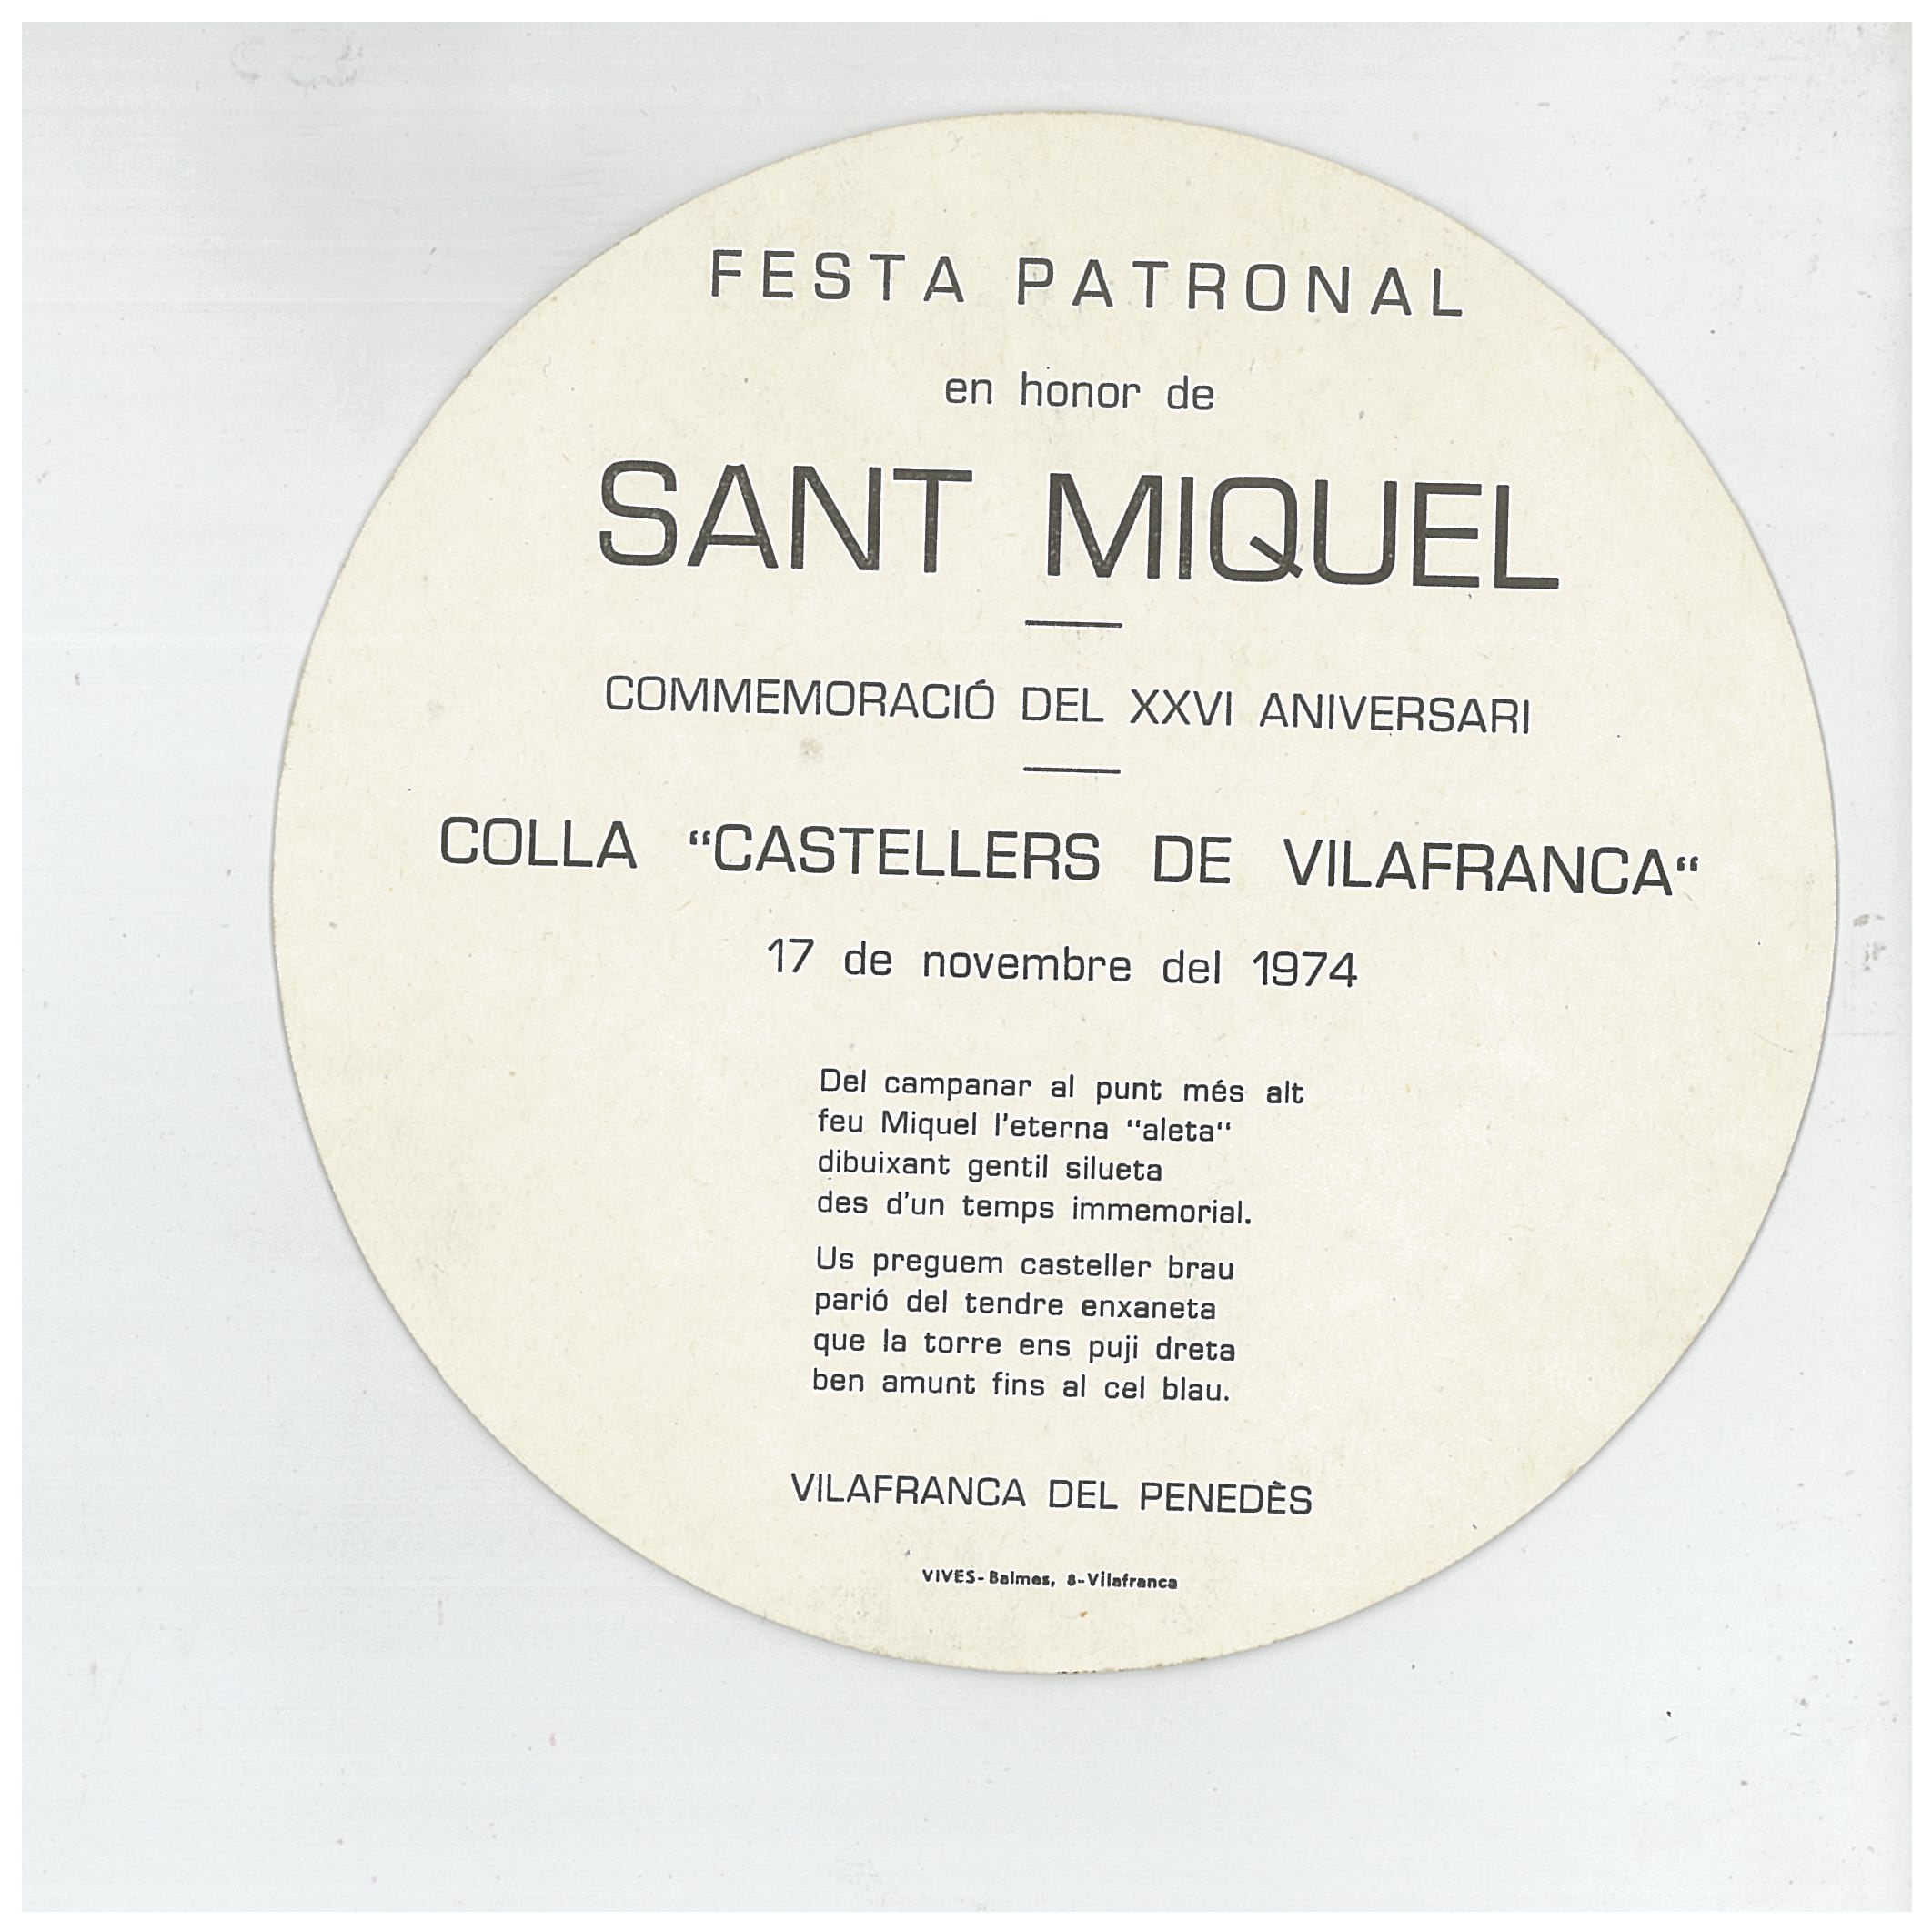 FESTA PATRONAL
en honor de
SANT MIQUEL
COMMEMORACIÓ DEL XXVI ANIVERSARI
COLLA “CASTELLERS DE VILAFRANCA“
17 de novembre del 1974
Del campanar al punt més alt
feu Miquel l'eterna “aleta“
dibuixant gentil silueta
des d'un temps immemorial.
Us preguem casteller brau
parió del tendre enxaneta
que la torre ens puji dreta
ben amunt fins al cel blau.
VILAFRANCA DEL PENEDÈS
VIVES-Balmes, 8-Vilafranca